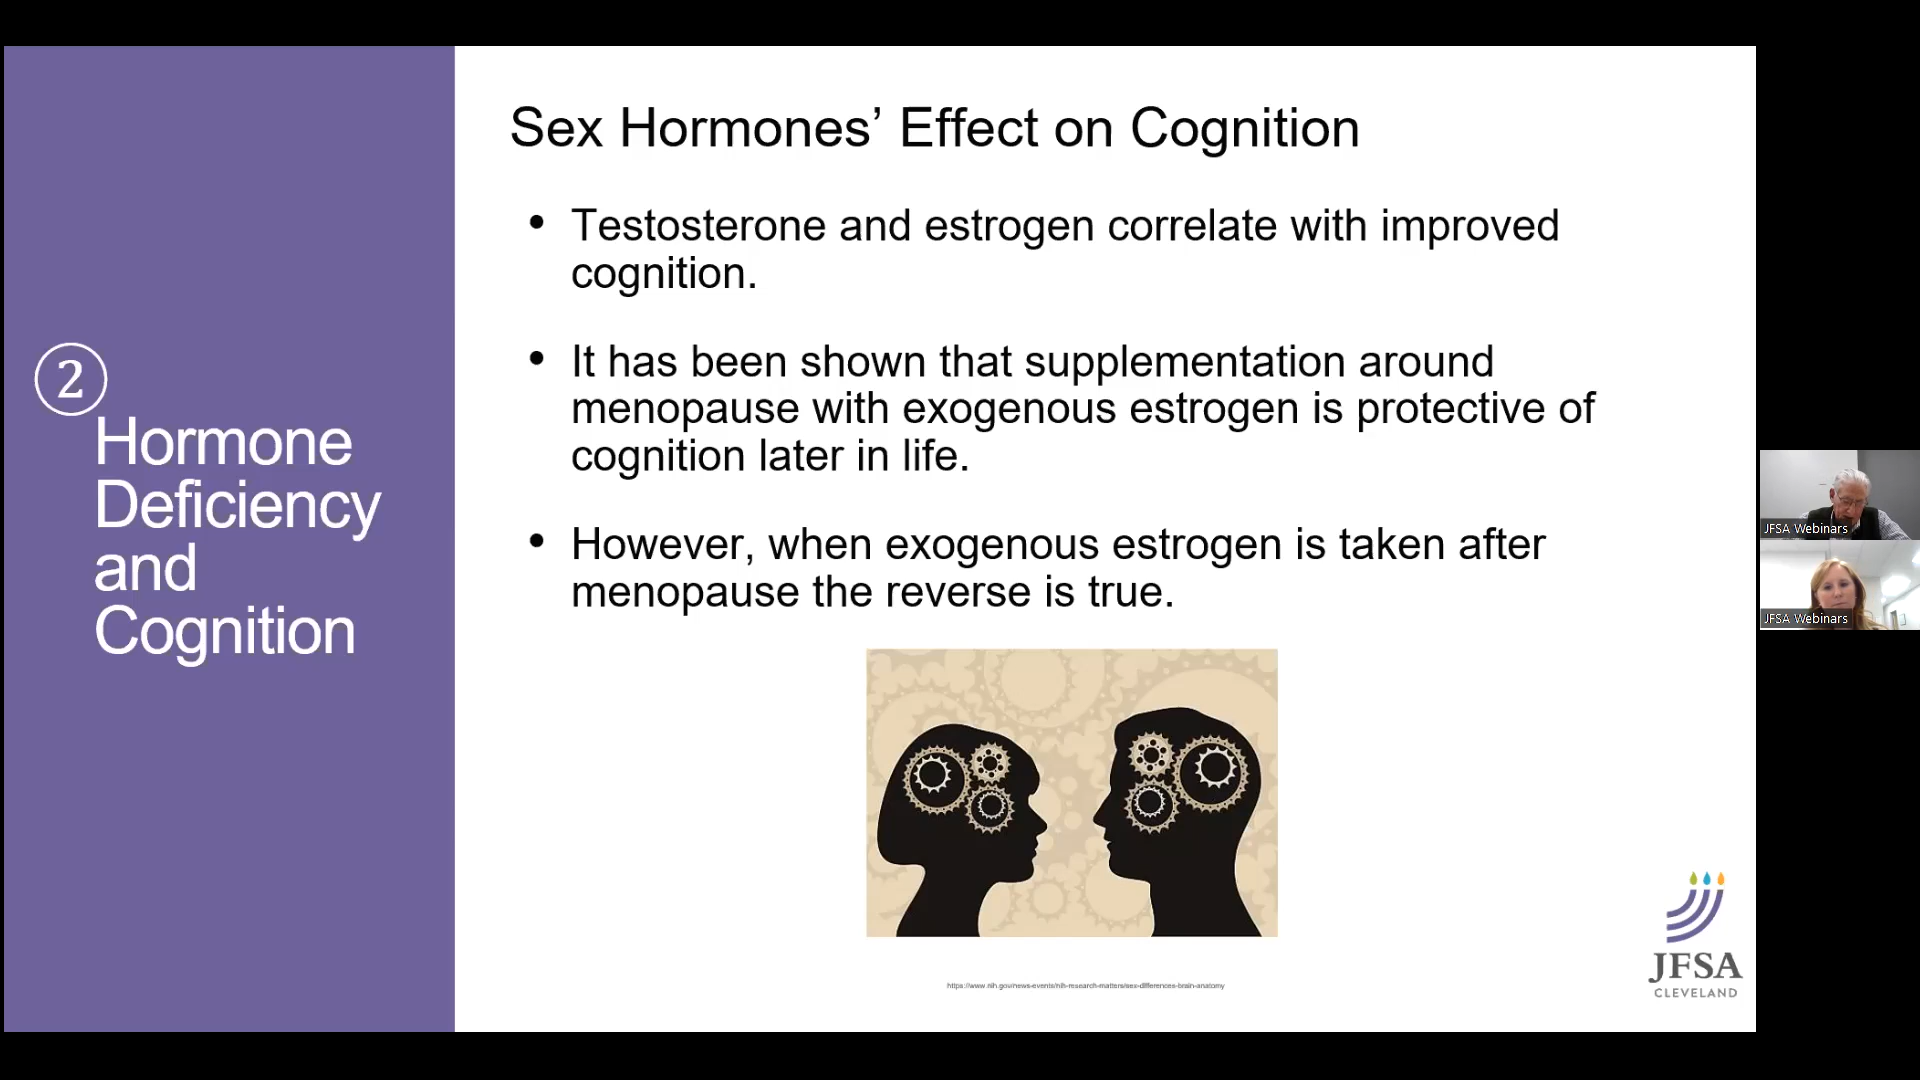 ②
Hormone
Deficiency
and
Cognition
Sex Hormones’ Effect on Cognition
• Testosterone and estrogen correlate with improved
cognition.
• It has been shown that supplementation around
menopause with exogenous estrogen is protective of
cognition later in life.
• However, when exogenous estrogen is taken after
menopause the reverse is true.
https://www.nih.gov/news-events/nih-research-matters/sex-differences-brain-anatomy
JFSA
CLEVELAND
JFSA Webinars
JFSA Webinars